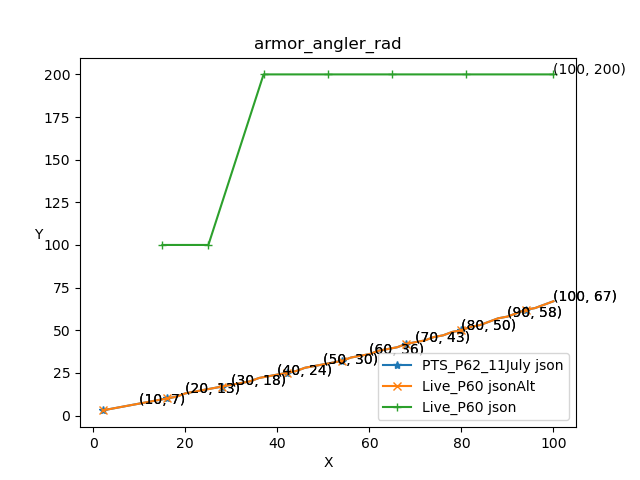 armor_angler_rad
200
175
150
125
100
75
50
25
0
Y
(100, 200)
(100, 67)
(90, 58)
(80, 50)
(70, 43)
(60, 36)
(50, 30)
(40, 24)
(30, 18)
(20, 13)
(10, 7)
PTS_P62_11July json
Live_P60 jsonAlt
Live_P60 json
0 20 40 60 80 100
X